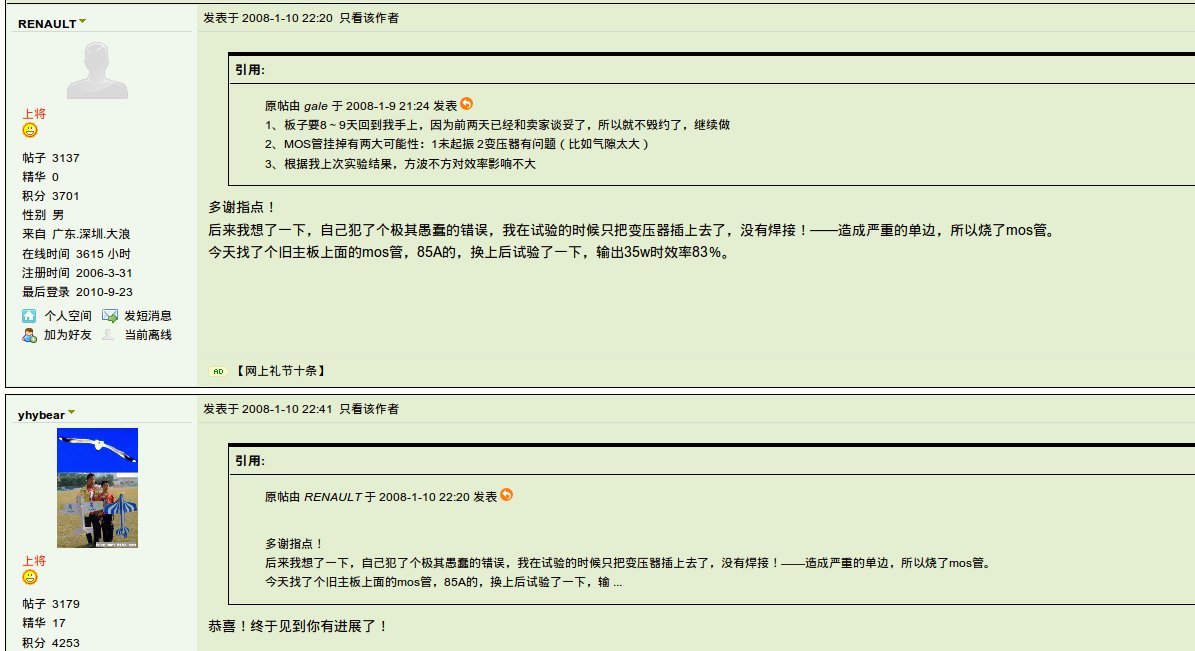 RENAULT
发表于 2008-1-10 22:20 只看该作者
引用:
原帖由 gale 于 2008-1-9 21:24 发表
1、板子要8～9天回到我手上，因为前两天已经和卖家谈妥了，所以就不毁约了，继续做
2、MOS管挂掉有两大可能性：1未起振 2变压器有问题（比如气隙太大）
3、根据我上次实验结果，方波不方对效率影响不大
上将
帖子 3137
精华 0
积分 3701
性别 男
来自 广东.深圳.大浪
在线时间 3615 小时
注册时间 2006-3-31
最后登录 2010-9-23
个人空间 发短消息
加为好友 当前离线
多谢指点！
后来我想了一下，自己犯了个极其愚蠢的错误，我在试验的时候只把变压器插上去了，没有焊接！——造成严重的单边，所以烧了mos管。
今天找了个旧主板上面的mos管，85A的，换上后试验了一下，输出35w时效率83%。
AD 【网上礼节十条】
yhybear
发表于 2008-1-10 22:41 只看该作者
引用:
原帖由 RENAULT 于 2008-1-10 22:20 发表
多谢指点！
后来我想了一下，自己犯了个极其愚蠢的错误，我在试验的时候只把变压器插上去了，没有焊接！——造成严重的单边，所以烧了mos管。
今天找了个旧主板上面的mos管，85A的，换上后试验了一下，输 ...
上将
帖子 3179
精华 17
积分 4253
恭喜！终于见到你有进展了！